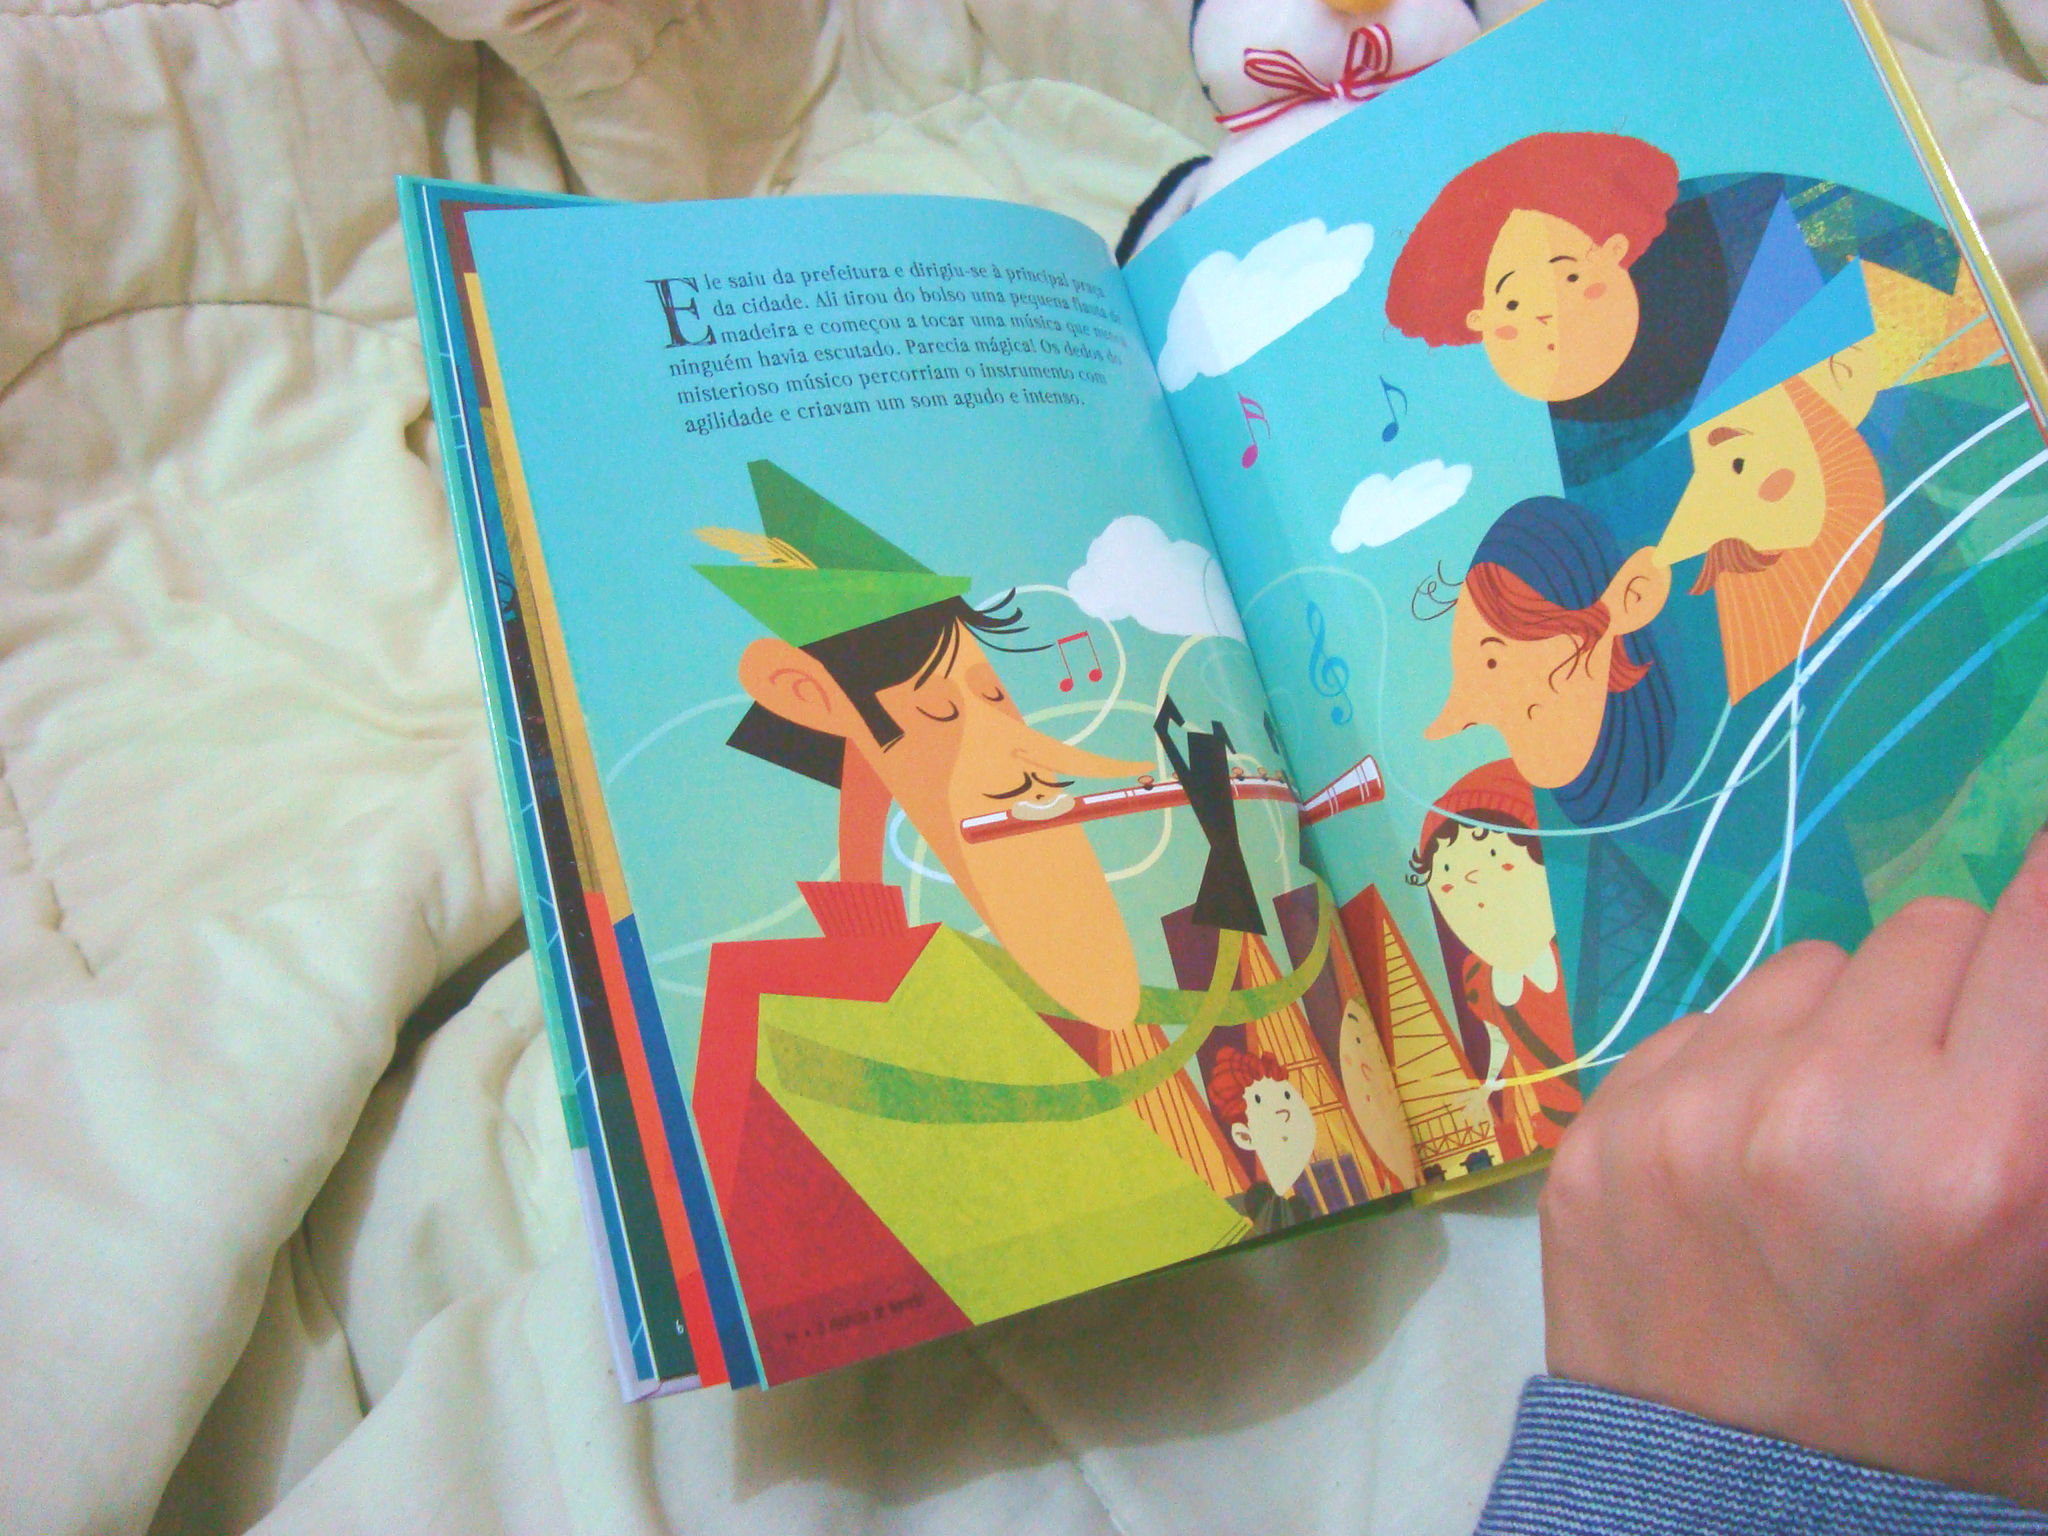 Ele saiu da prefeitura e dirigiu-se à principal praça
da cidade. Ali tirou do bolso uma pequena flauta de
madeira e começou a tocar uma música que nunca
ninguém havia escutado. Parecia mágica! Os dedos do
misterioso músico percorriam o instrumento com
agilidade e criavam um som agudo e intenso.
6